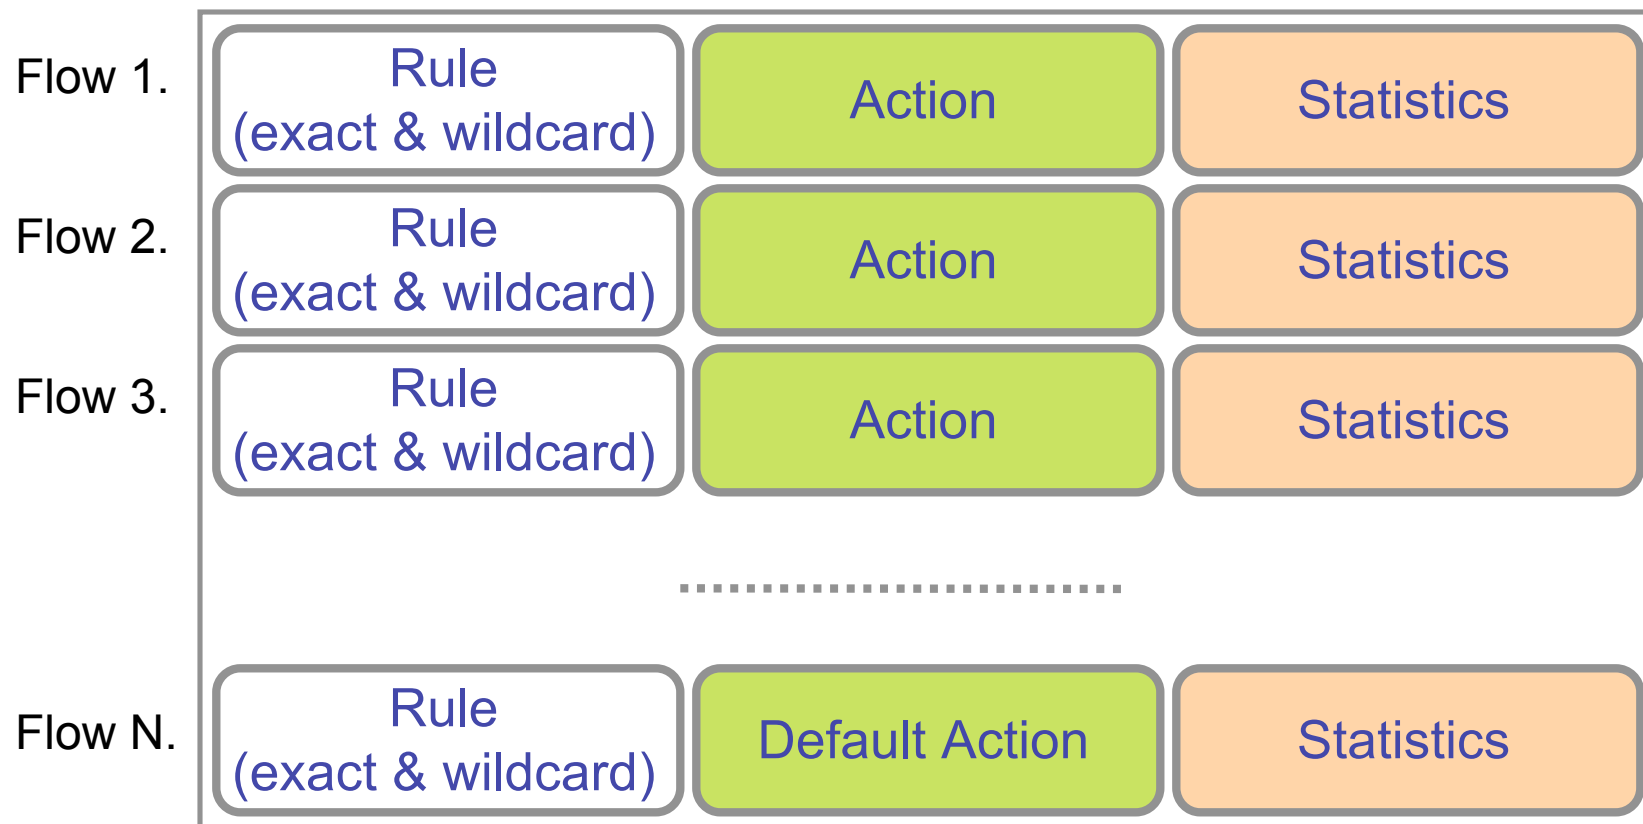 Flow 1.
Rule
(exact & wildcard)
Action
Statistics
Flow 2.
Rule
(exact & wildcard)
Action
Statistics
Flow 3.
Rule
(exact & wildcard)
Action
Statistics
Flow N.
Rule
(exact & wildcard)
Default Action
Statistics